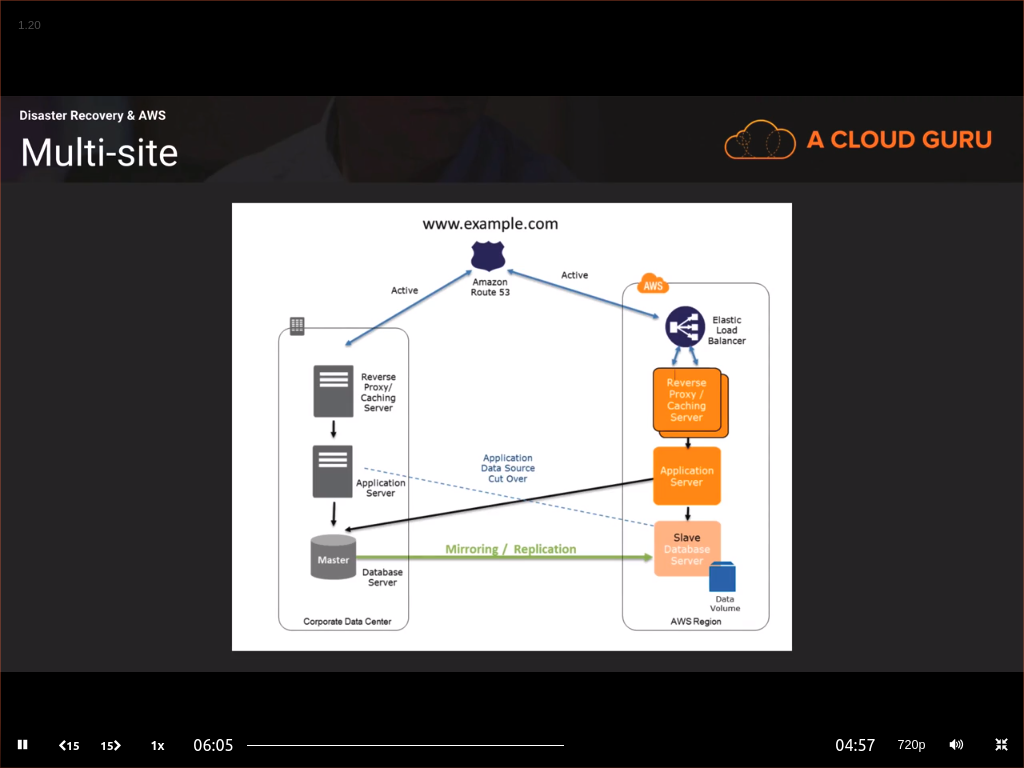 1.20
Disaster Recovery & AWS
Multi-site
A CLOUD GURU
www.example.com
Amazon
Route 53
Active
Active
AWS
Elastic
Load
Balancer
Reverse
Proxy/
Caching
Server
Reverse
Proxy /
Caching
Server
Application
Server
Application
Data Source
Cut Over
Application
Server
Master
Database
Server
Mirroring / Replication
Slave
Database
Server
Data
Volume
Corporate Data Center
AWS Region
15
15
1x
06:05
04:57
720p